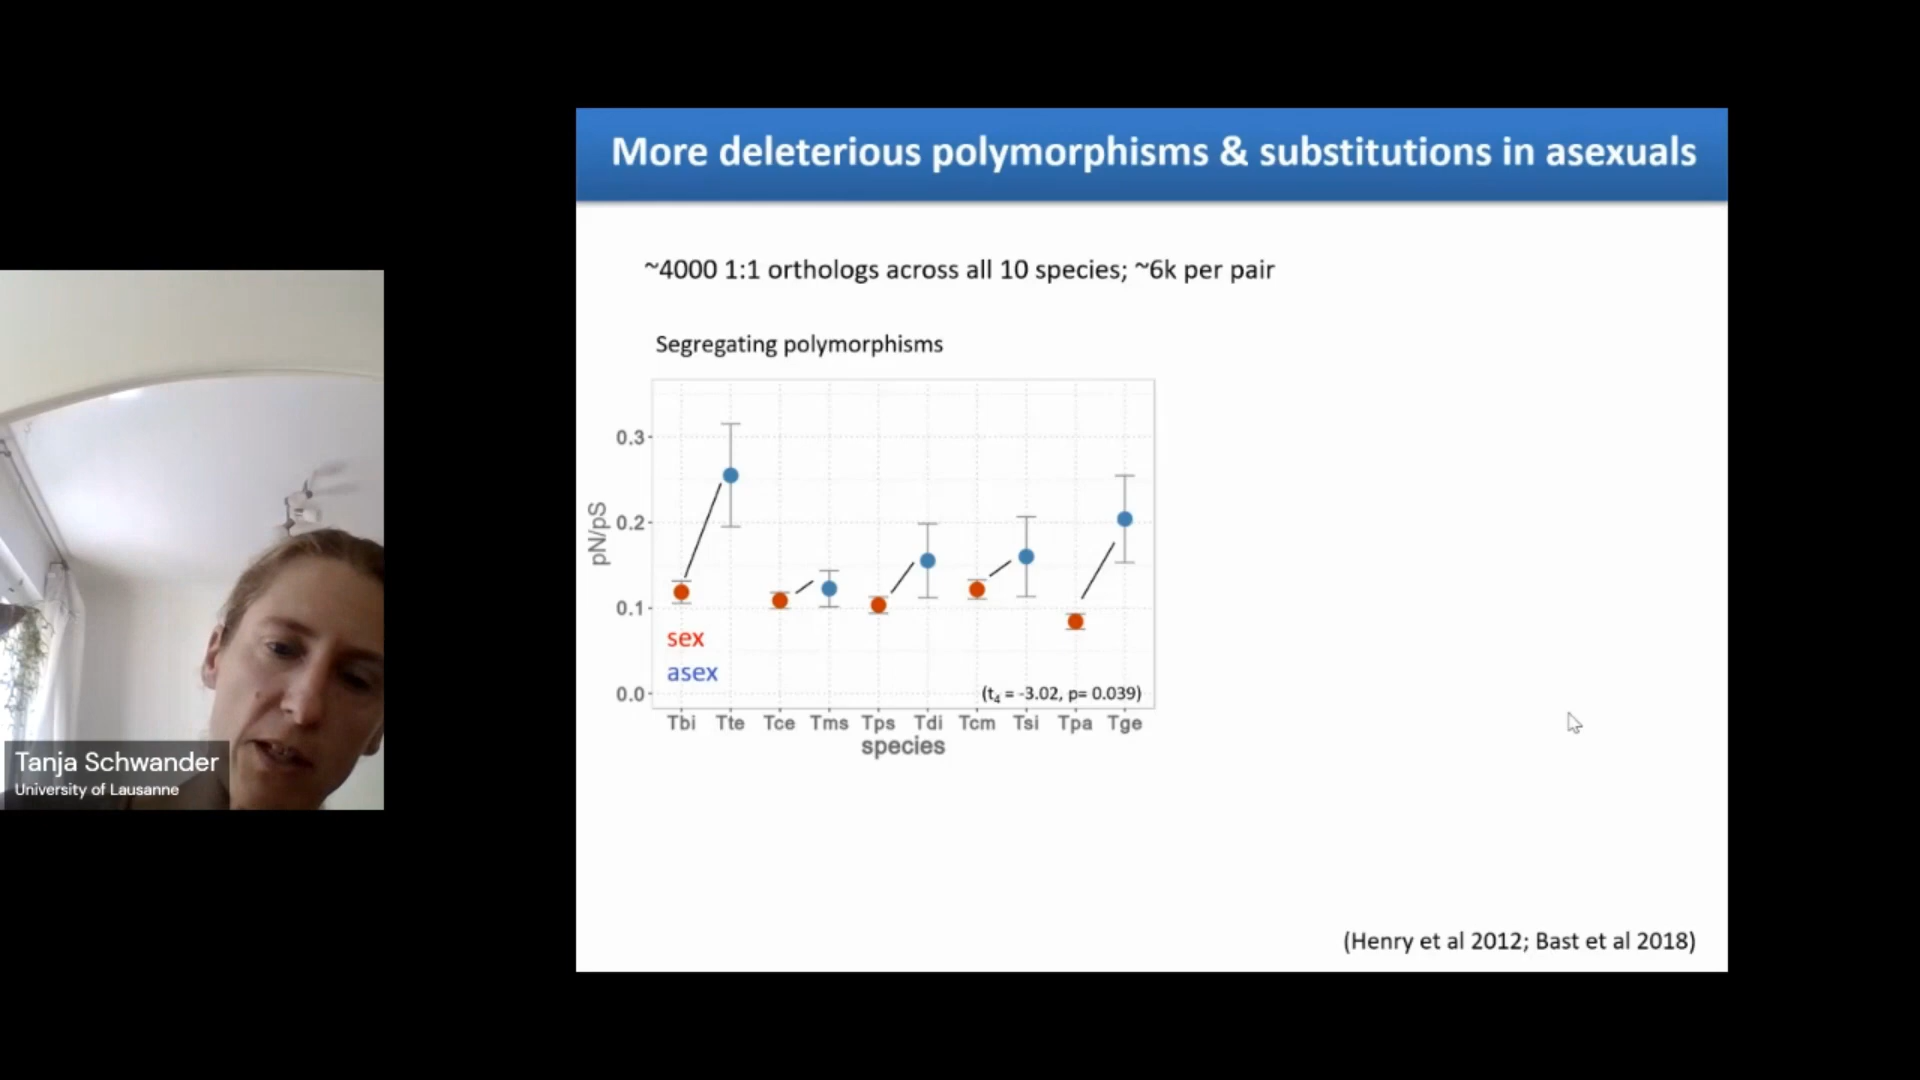 More deleterious polymorphisms & substitutions in asexuals
~4000 1:1 orthologs across all 10 species; ~6k per pair
Segregating polymorphisms
pN/pS
0.3
0.2
0.1
0.0
sex
asex
(t4 = -3.02, p= 0.039)
Tbi Tte Tce Tms Tps Tdi Tcm Tsi Tpa Tge
species
(Henry et al 2012; Bast et al 2018)
Tanja Schwander
University of Lausanne